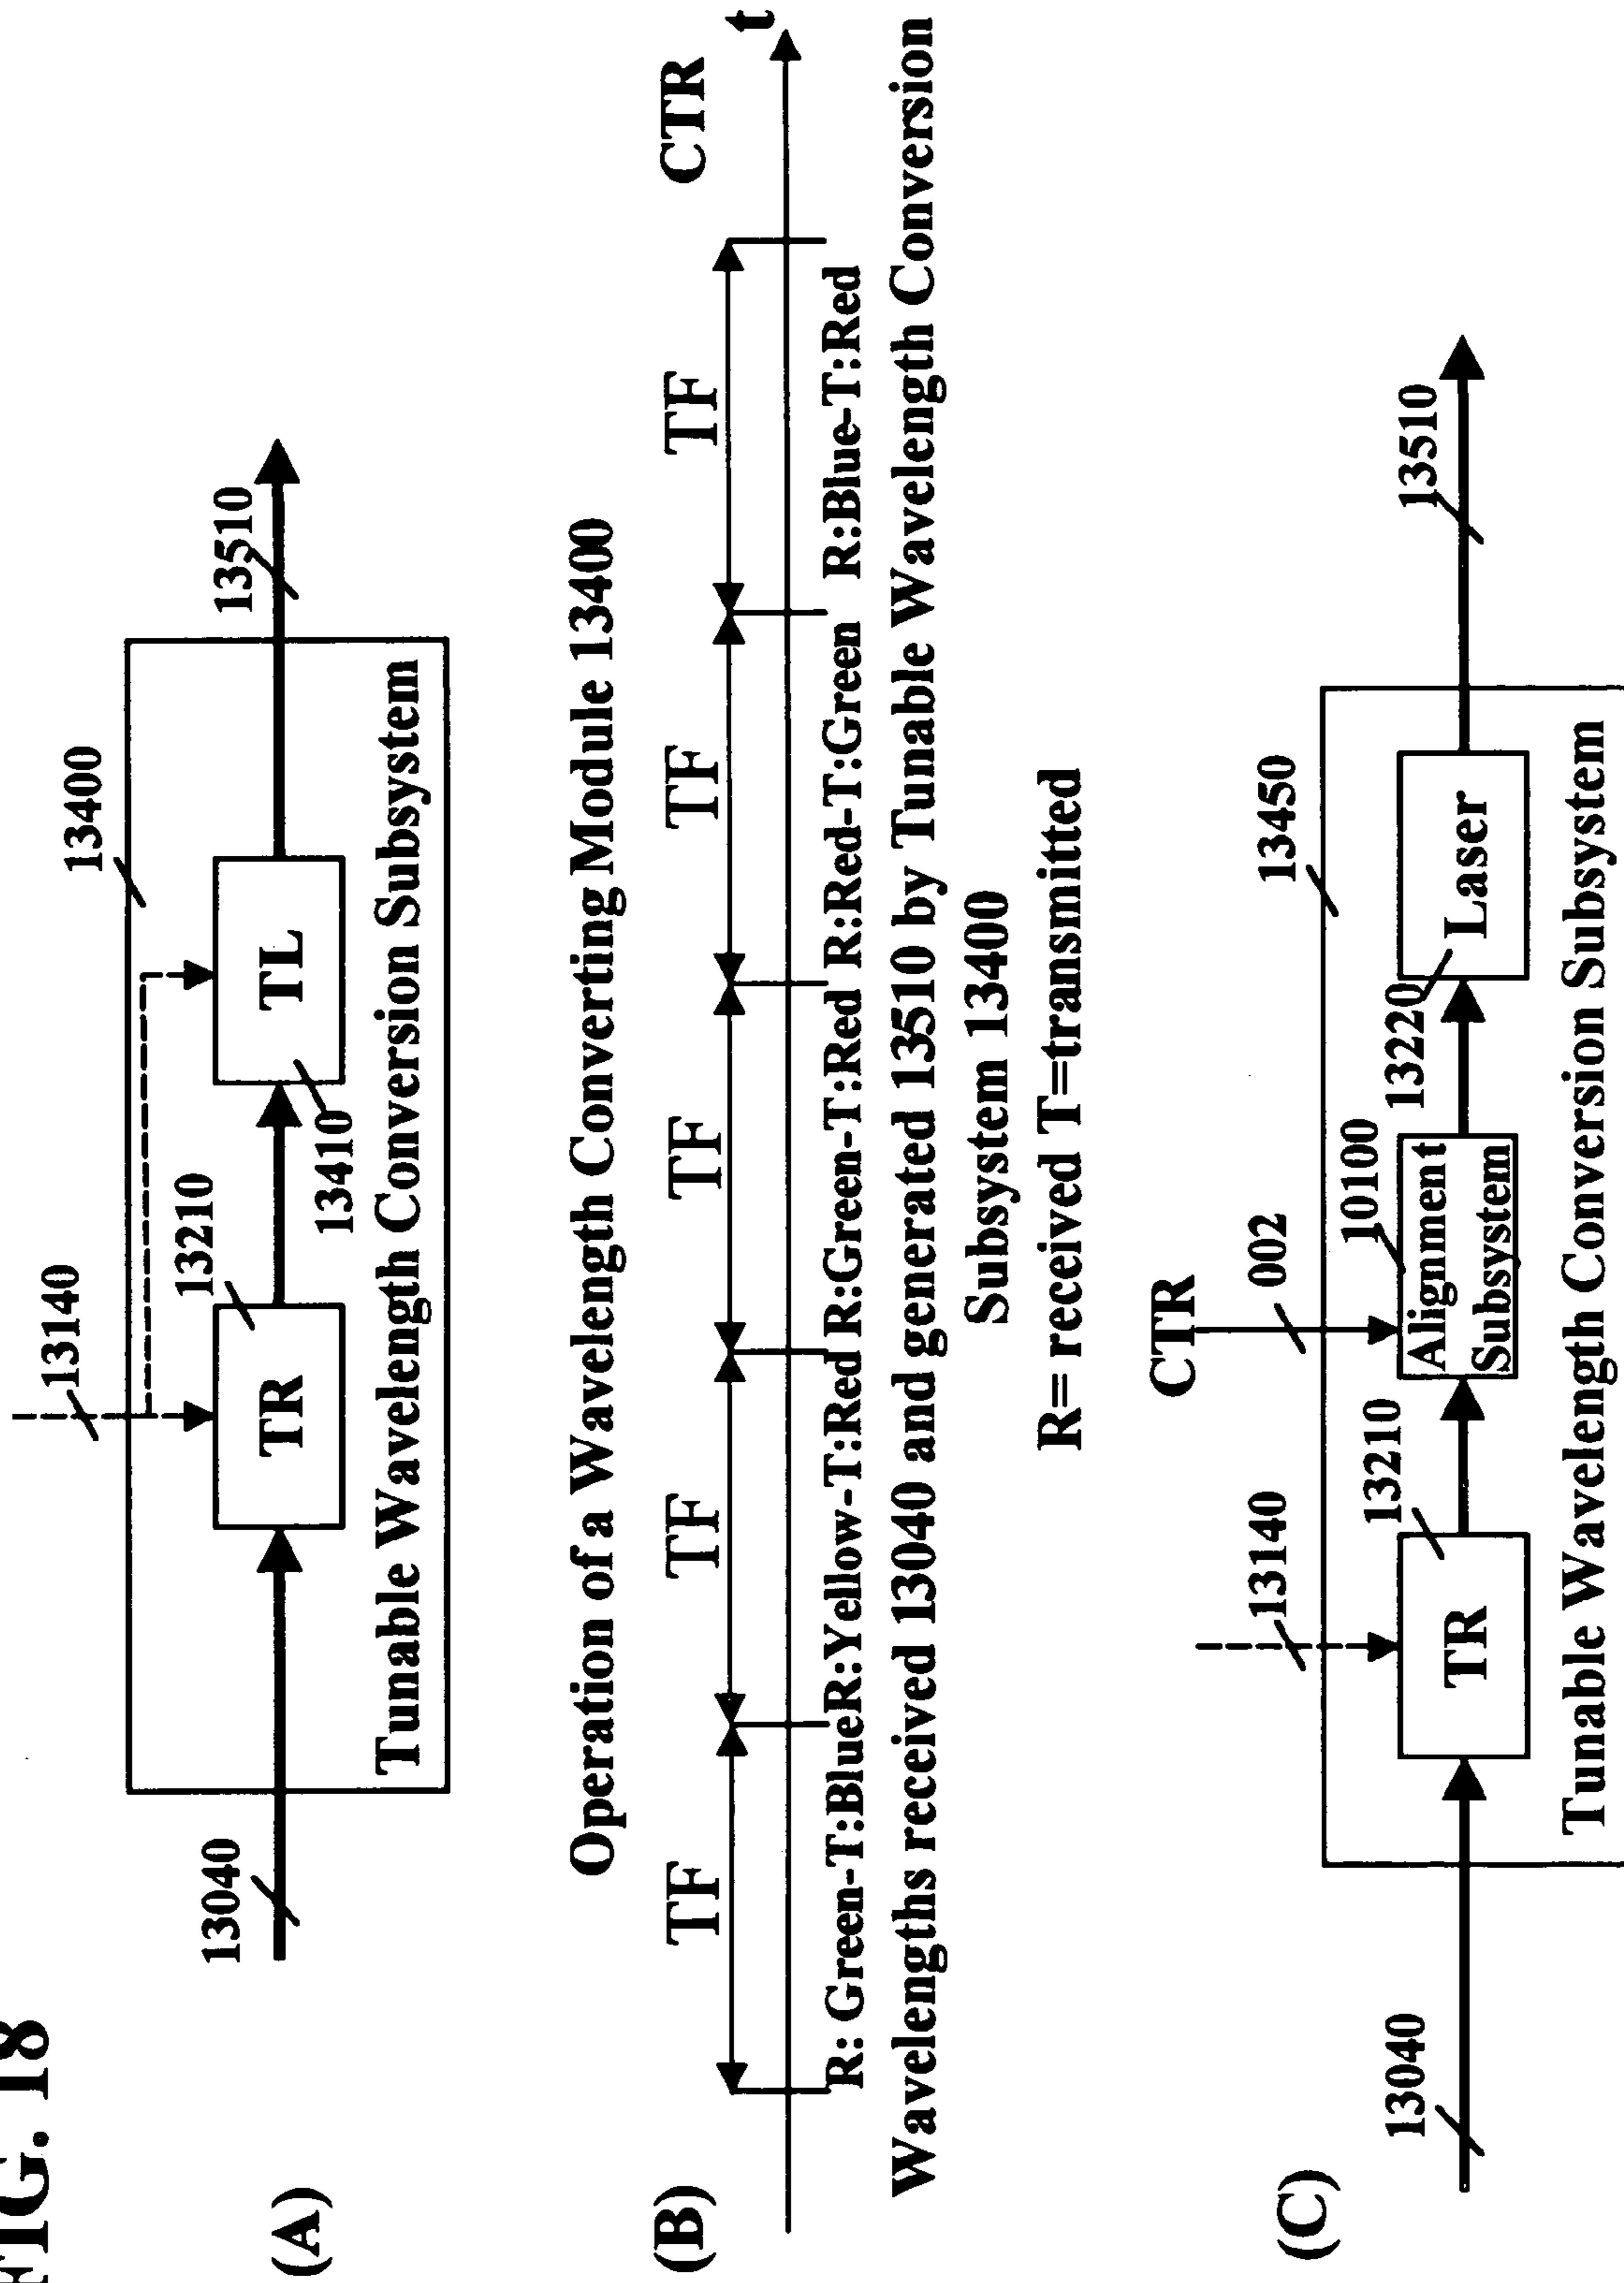 FIG. 18
(A)
13140
13400
13040
13210
TR
TL
13510
13410
Tunable Wavelength Conversion Subsystem
Operation of a Wavelength Converting Module 13400
(B)
TF TF TF TF TF CTR
t
R: Green-T:Blue R:Yellow-T:Red R:Green-T:Red R:Red-T:Green R:Blue-T:Red
Wavelengths received 13040 and generated 13510 by Tunable Wavelength Conversion
Subsystem 13400
R= received T=transmitted
(C)
CTR
13140
002
13450
13040
13210
10100
13220
13510
TR
Alignment
Subsystem
Laser
Tunable Wavelength Conversion Subsystem